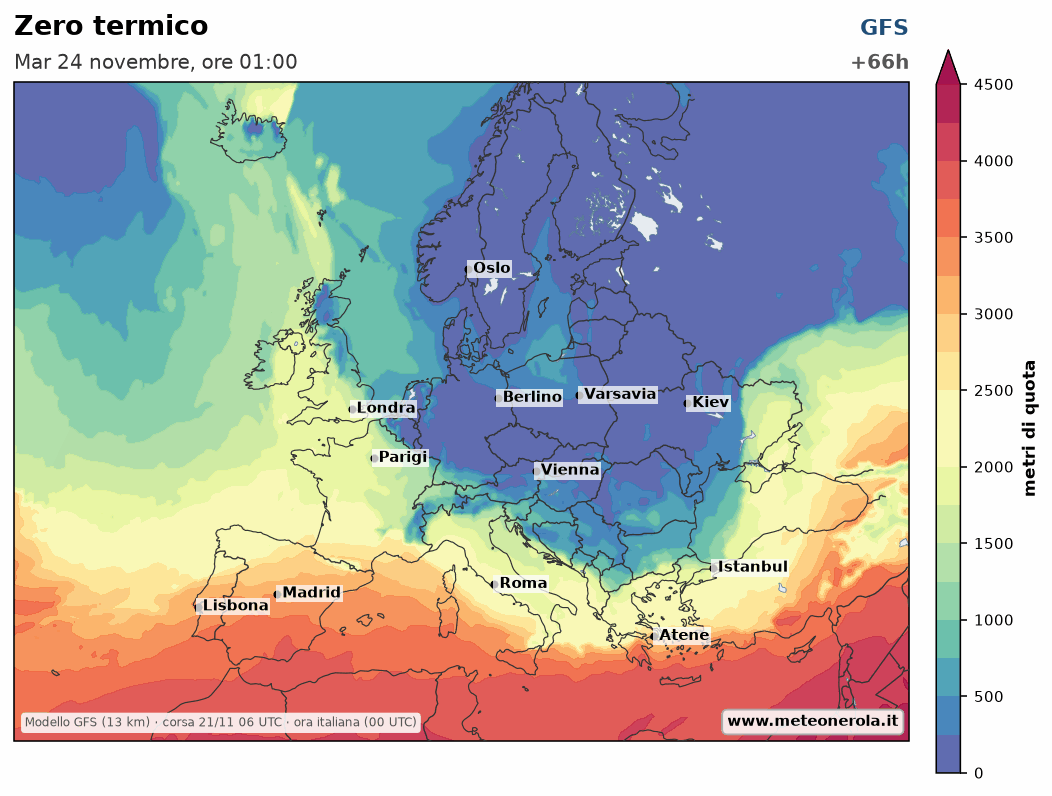 Zero termico
GFS
Mar 24 novembre, ore 01:00
+66h
4500
4000
3500
3000
2500
2000
1500
1000
500
0
metri di quota
Oslo
Berlino
Varsavia
Kiev
Londra
Parigi
Vienna
Istanbul
Roma
Madrid
Lisbona
Atene
Modello GFS (13 km) · corsa 21/11 06 UTC · ora italiana (00 UTC)
www.meteonerola.it